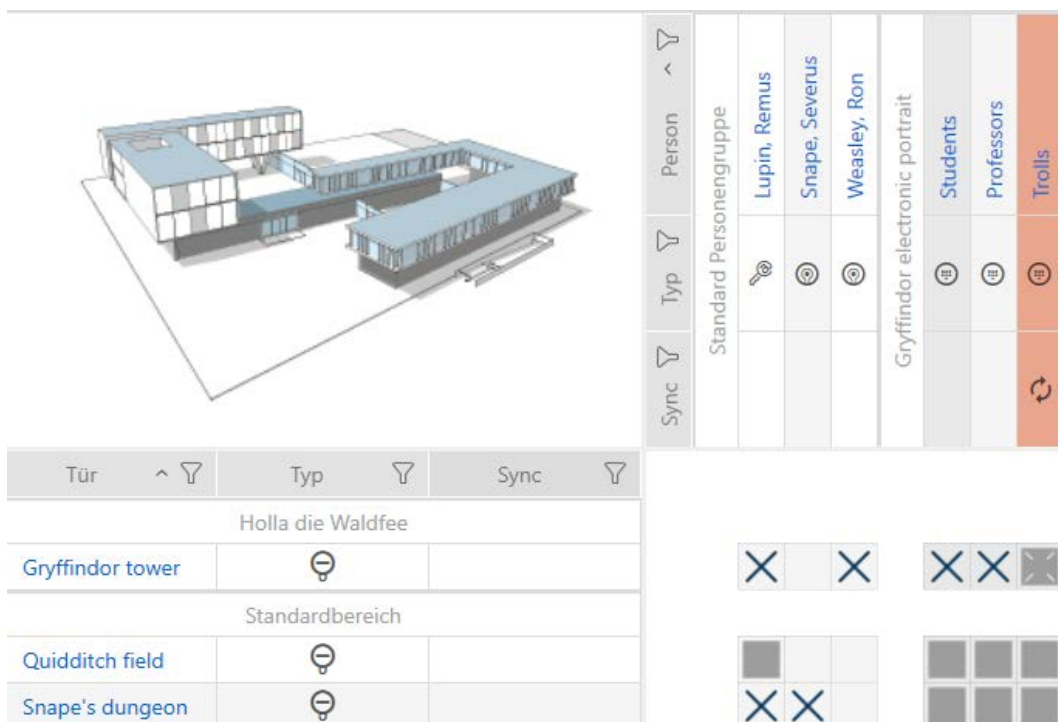 Person
Typ
Sync
Standard Personengruppe
Lupin, Remus
Snape, Severus
Weasley, Ron
Gryffindor electronic portrait
Students
Professors
Trolls
Tür Typ Sync
Holla die Waldfee
Gryffindor tower
Standardbereich
Quidditch field
Snape's dungeon